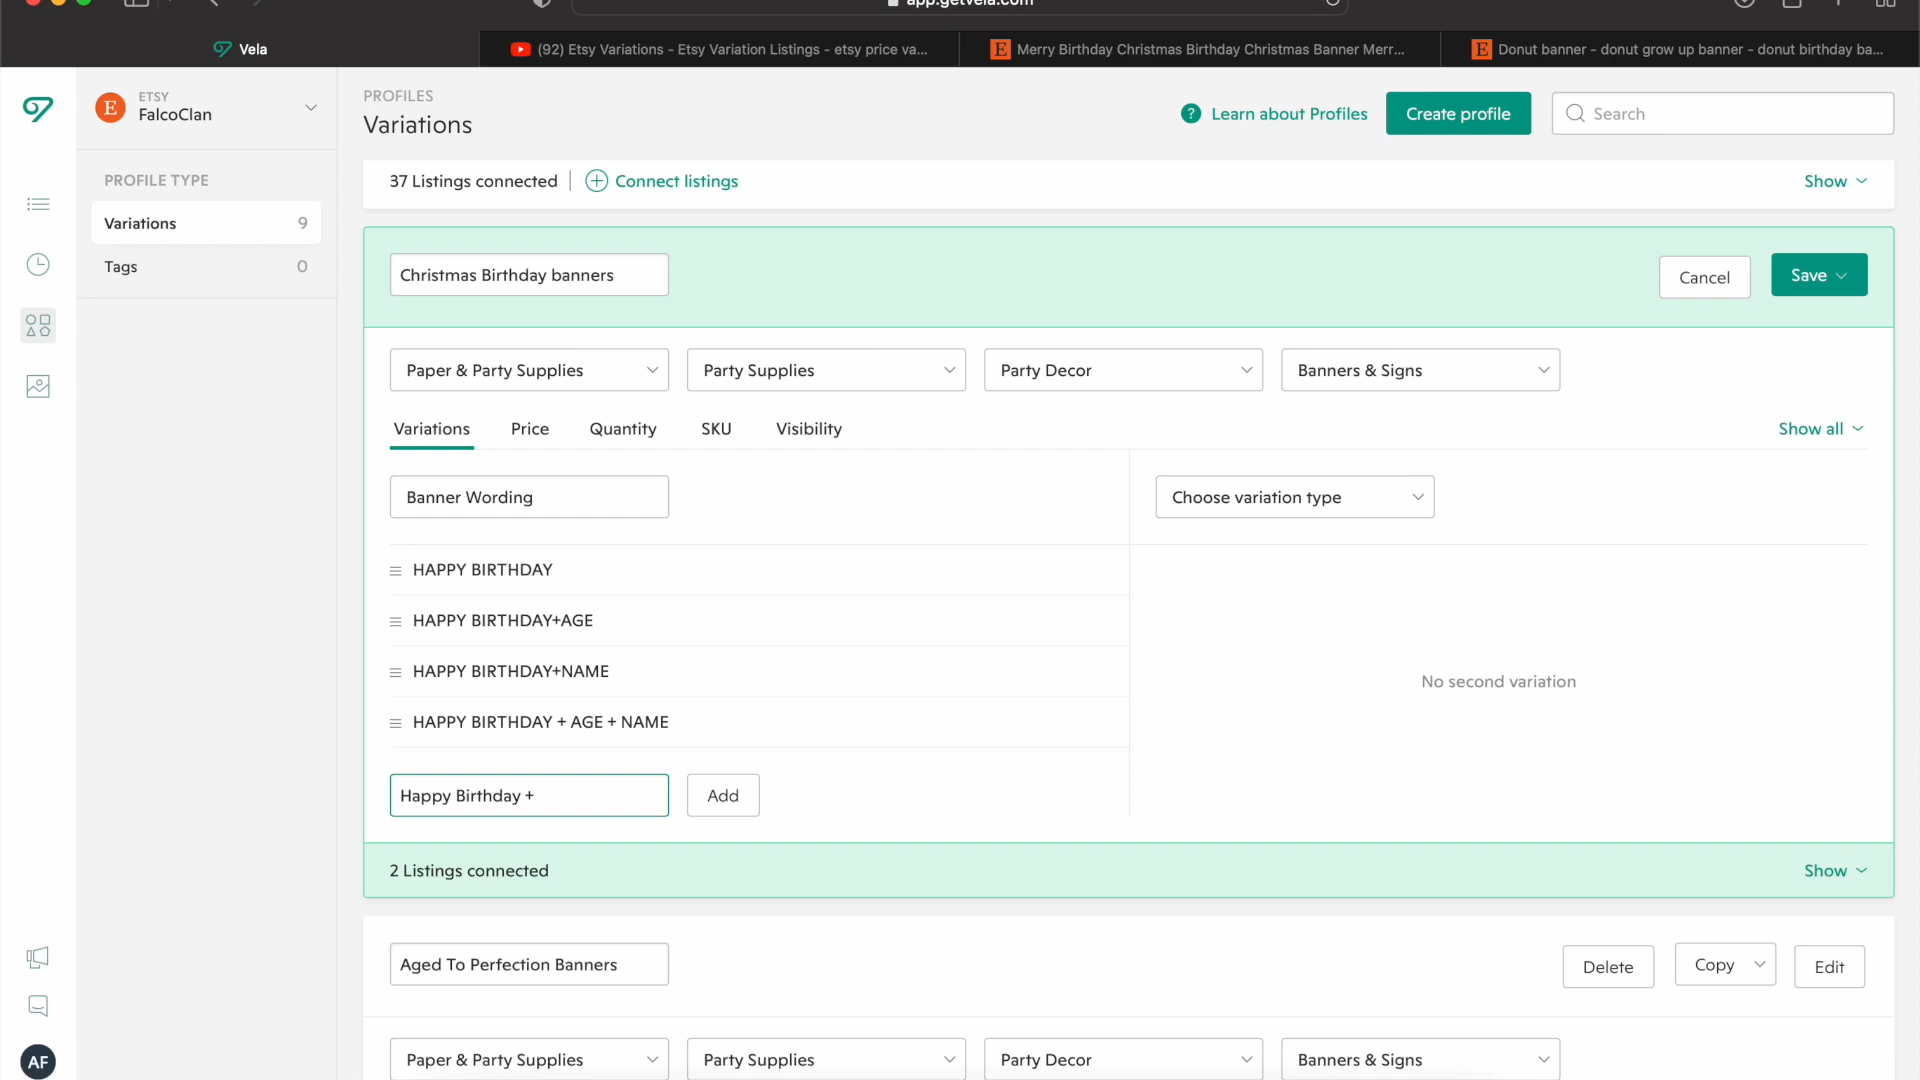 app.getvela.com
Vela
(92) Etsy Variations - Etsy Variation Listings - etsy price va...
Merry Birthday Christmas Birthday Christmas Banner Merr...
Donut banner - donut grow up banner - donut birthday ba...
E
ETSY
FalcoClan
PROFILE TYPE
Variations 9
Tags 0
AF
PROFILES
Variations
? Learn about Profiles
Create profile
Search
37 Listings connected
Connect listings
Show
Christmas Birthday banners
Cancel
Save
Paper & Party Supplies
Party Supplies
Party Decor
Banners & Signs
Variations
Price
Quantity
SKU
Visibility
Show all
Banner Wording
Choose variation type
HAPPY BIRTHDAY
HAPPY BIRTHDAY+AGE
HAPPY BIRTHDAY+NAME
No second variation
HAPPY BIRTHDAY + AGE + NAME
Happy Birthday +
Add
2 Listings connected
Show
Aged To Perfection Banners
Delete
Copy
Edit
Paper & Party Supplies
Party Supplies
Party Decor
Banners & Signs